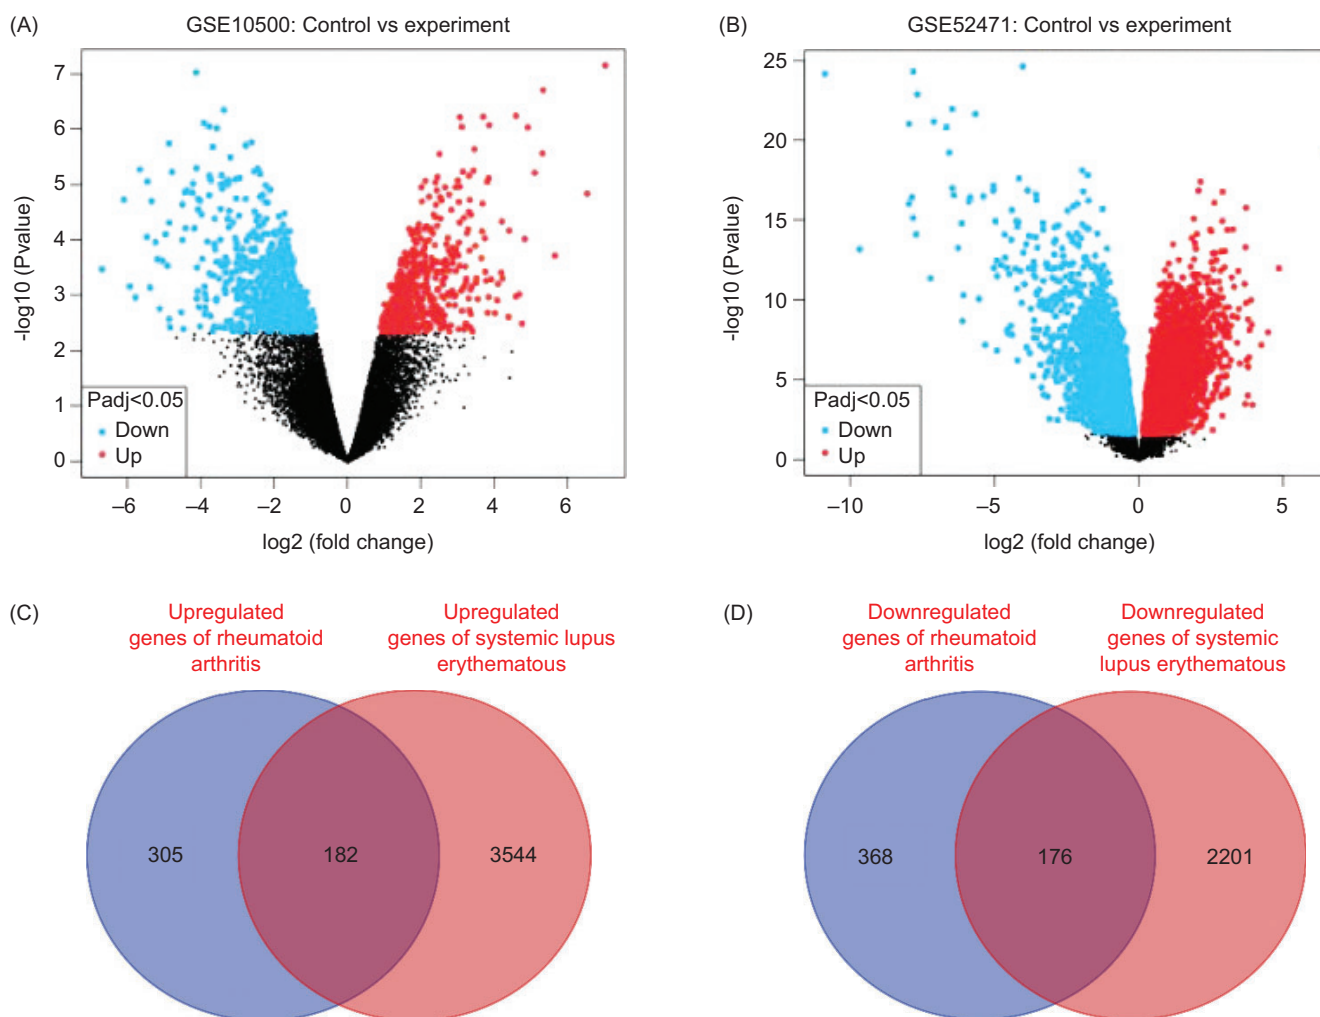 (A)
GSE10500: Control vs experiment
7
6
5
4
3
2
1
0
-log10 (Pvalue)
Padj<0.05
Down
Up
–6
–4
–2
0
2
4
6
log2 (fold change)
(B)
GSE52471: Control vs experiment
25
20
15
10
5
0
-log10 (Pvalue)
Padj<0.05
Down
Up
–10
–5
0
5
log2 (fold change)
(C)
Upregulated
genes of rheumatoid
arthritis
Upregulated
genes of systemic lupus
erythematous
305
182
3544
(D)
Downregulated
genes of rheumatoid
arthritis
Downregulated
genes of systemic
lupus erythematous
368
176
2201